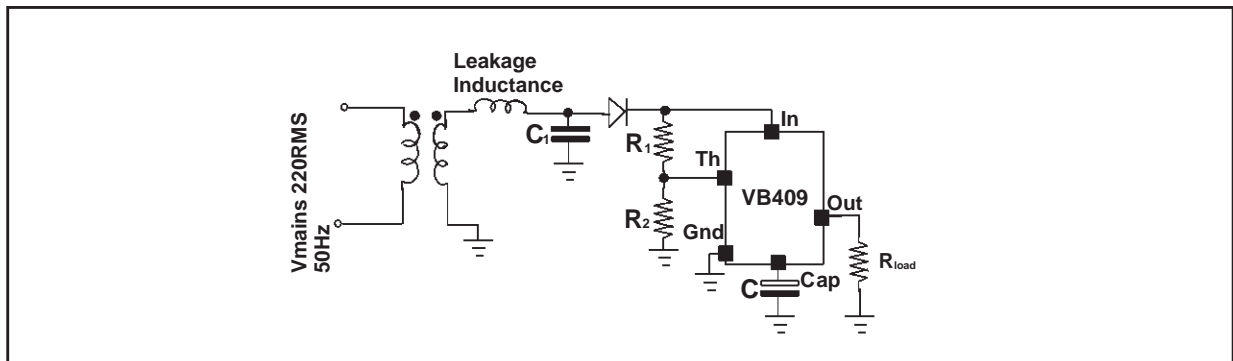 Leakage
Inductance
Vmains 220RMS
50Hz
C1
R1
R2
In
Th
VB409
Out
Gnd
Cap
C
Rload